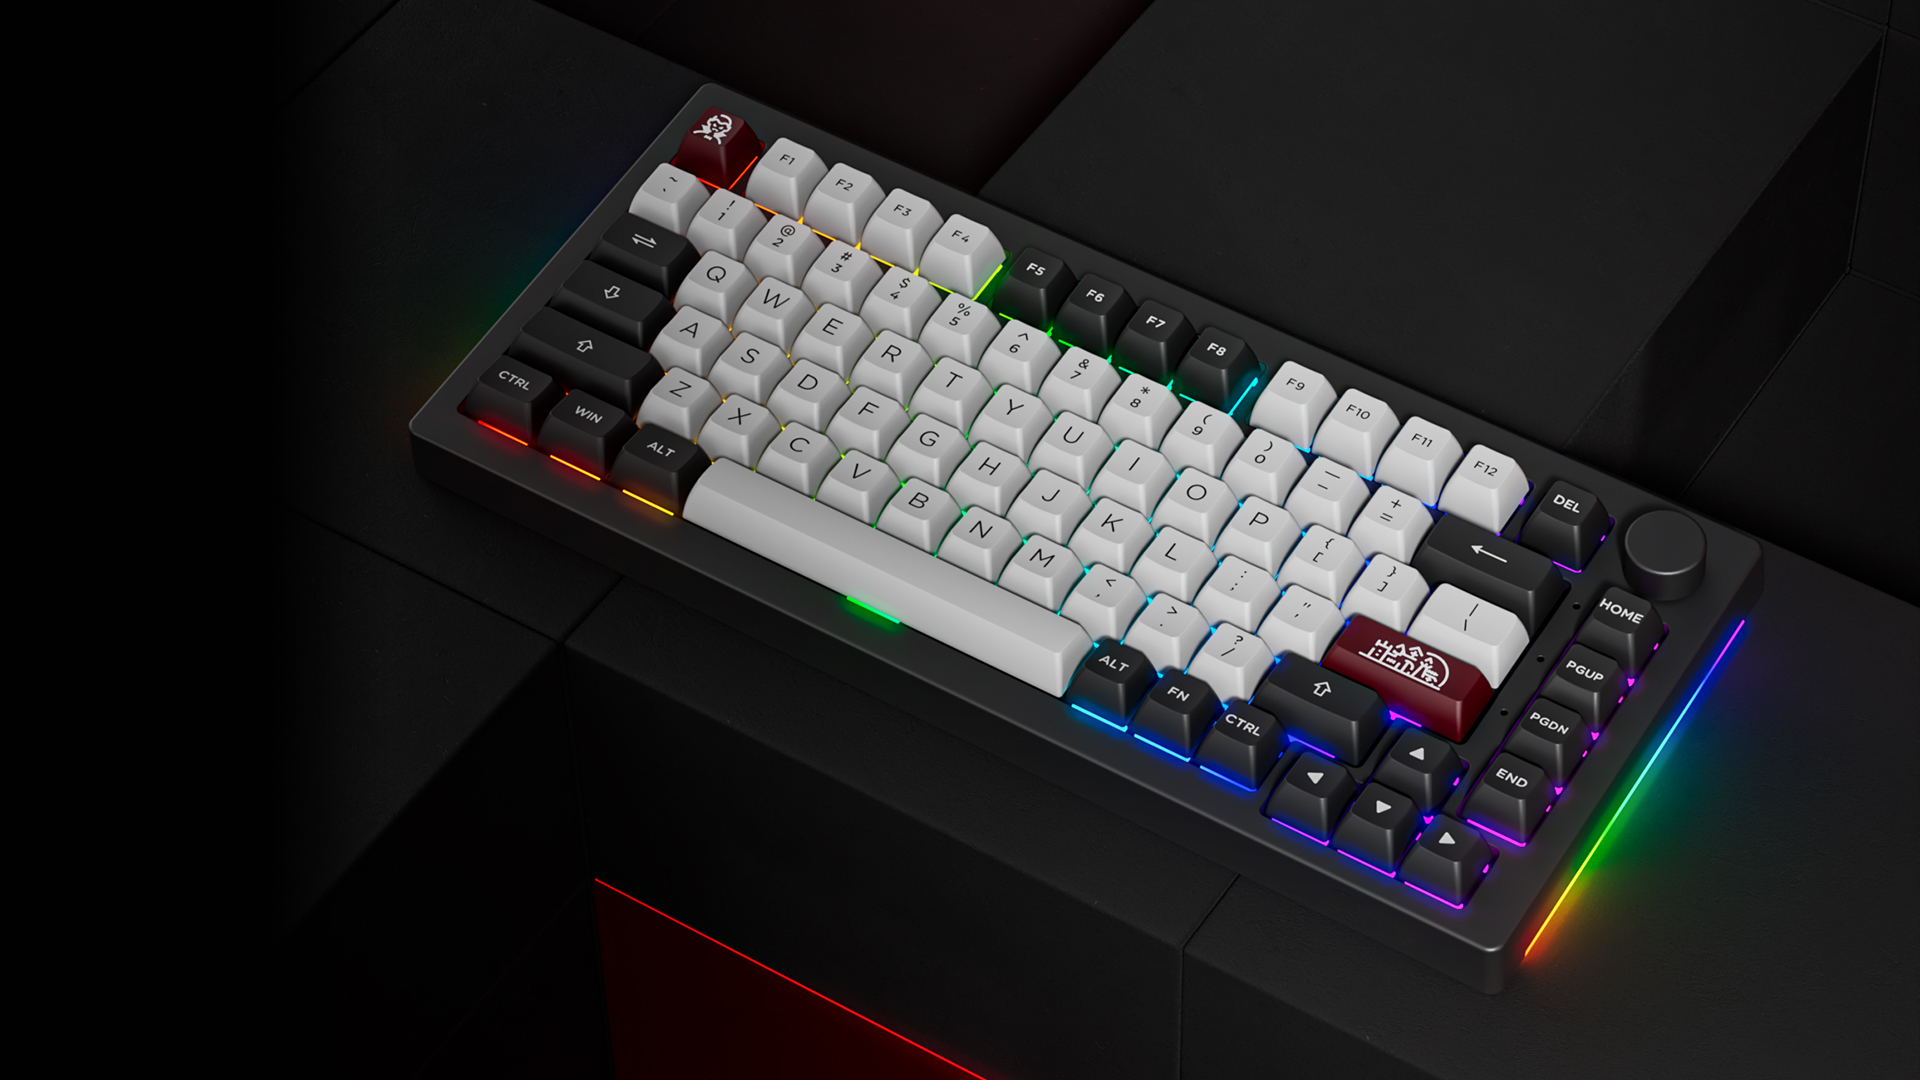 F1 F2 F3 F4 F5 F6 F7 F8 F9 F10 F11 F12 DEL
~ ` ! 1 @ 2 # 3 $ 4 % 5 ^ 6 & 7 * 8 ( 9 ) 0 — - + = ←
Q W E R T Y U I O P { [ } ] | \ HOME
A S D F G H J K L : ; " ' PGUP
Z X C V B N M < , > . ? / PGDN
CTRL WIN ALT ALT FN CTRL END